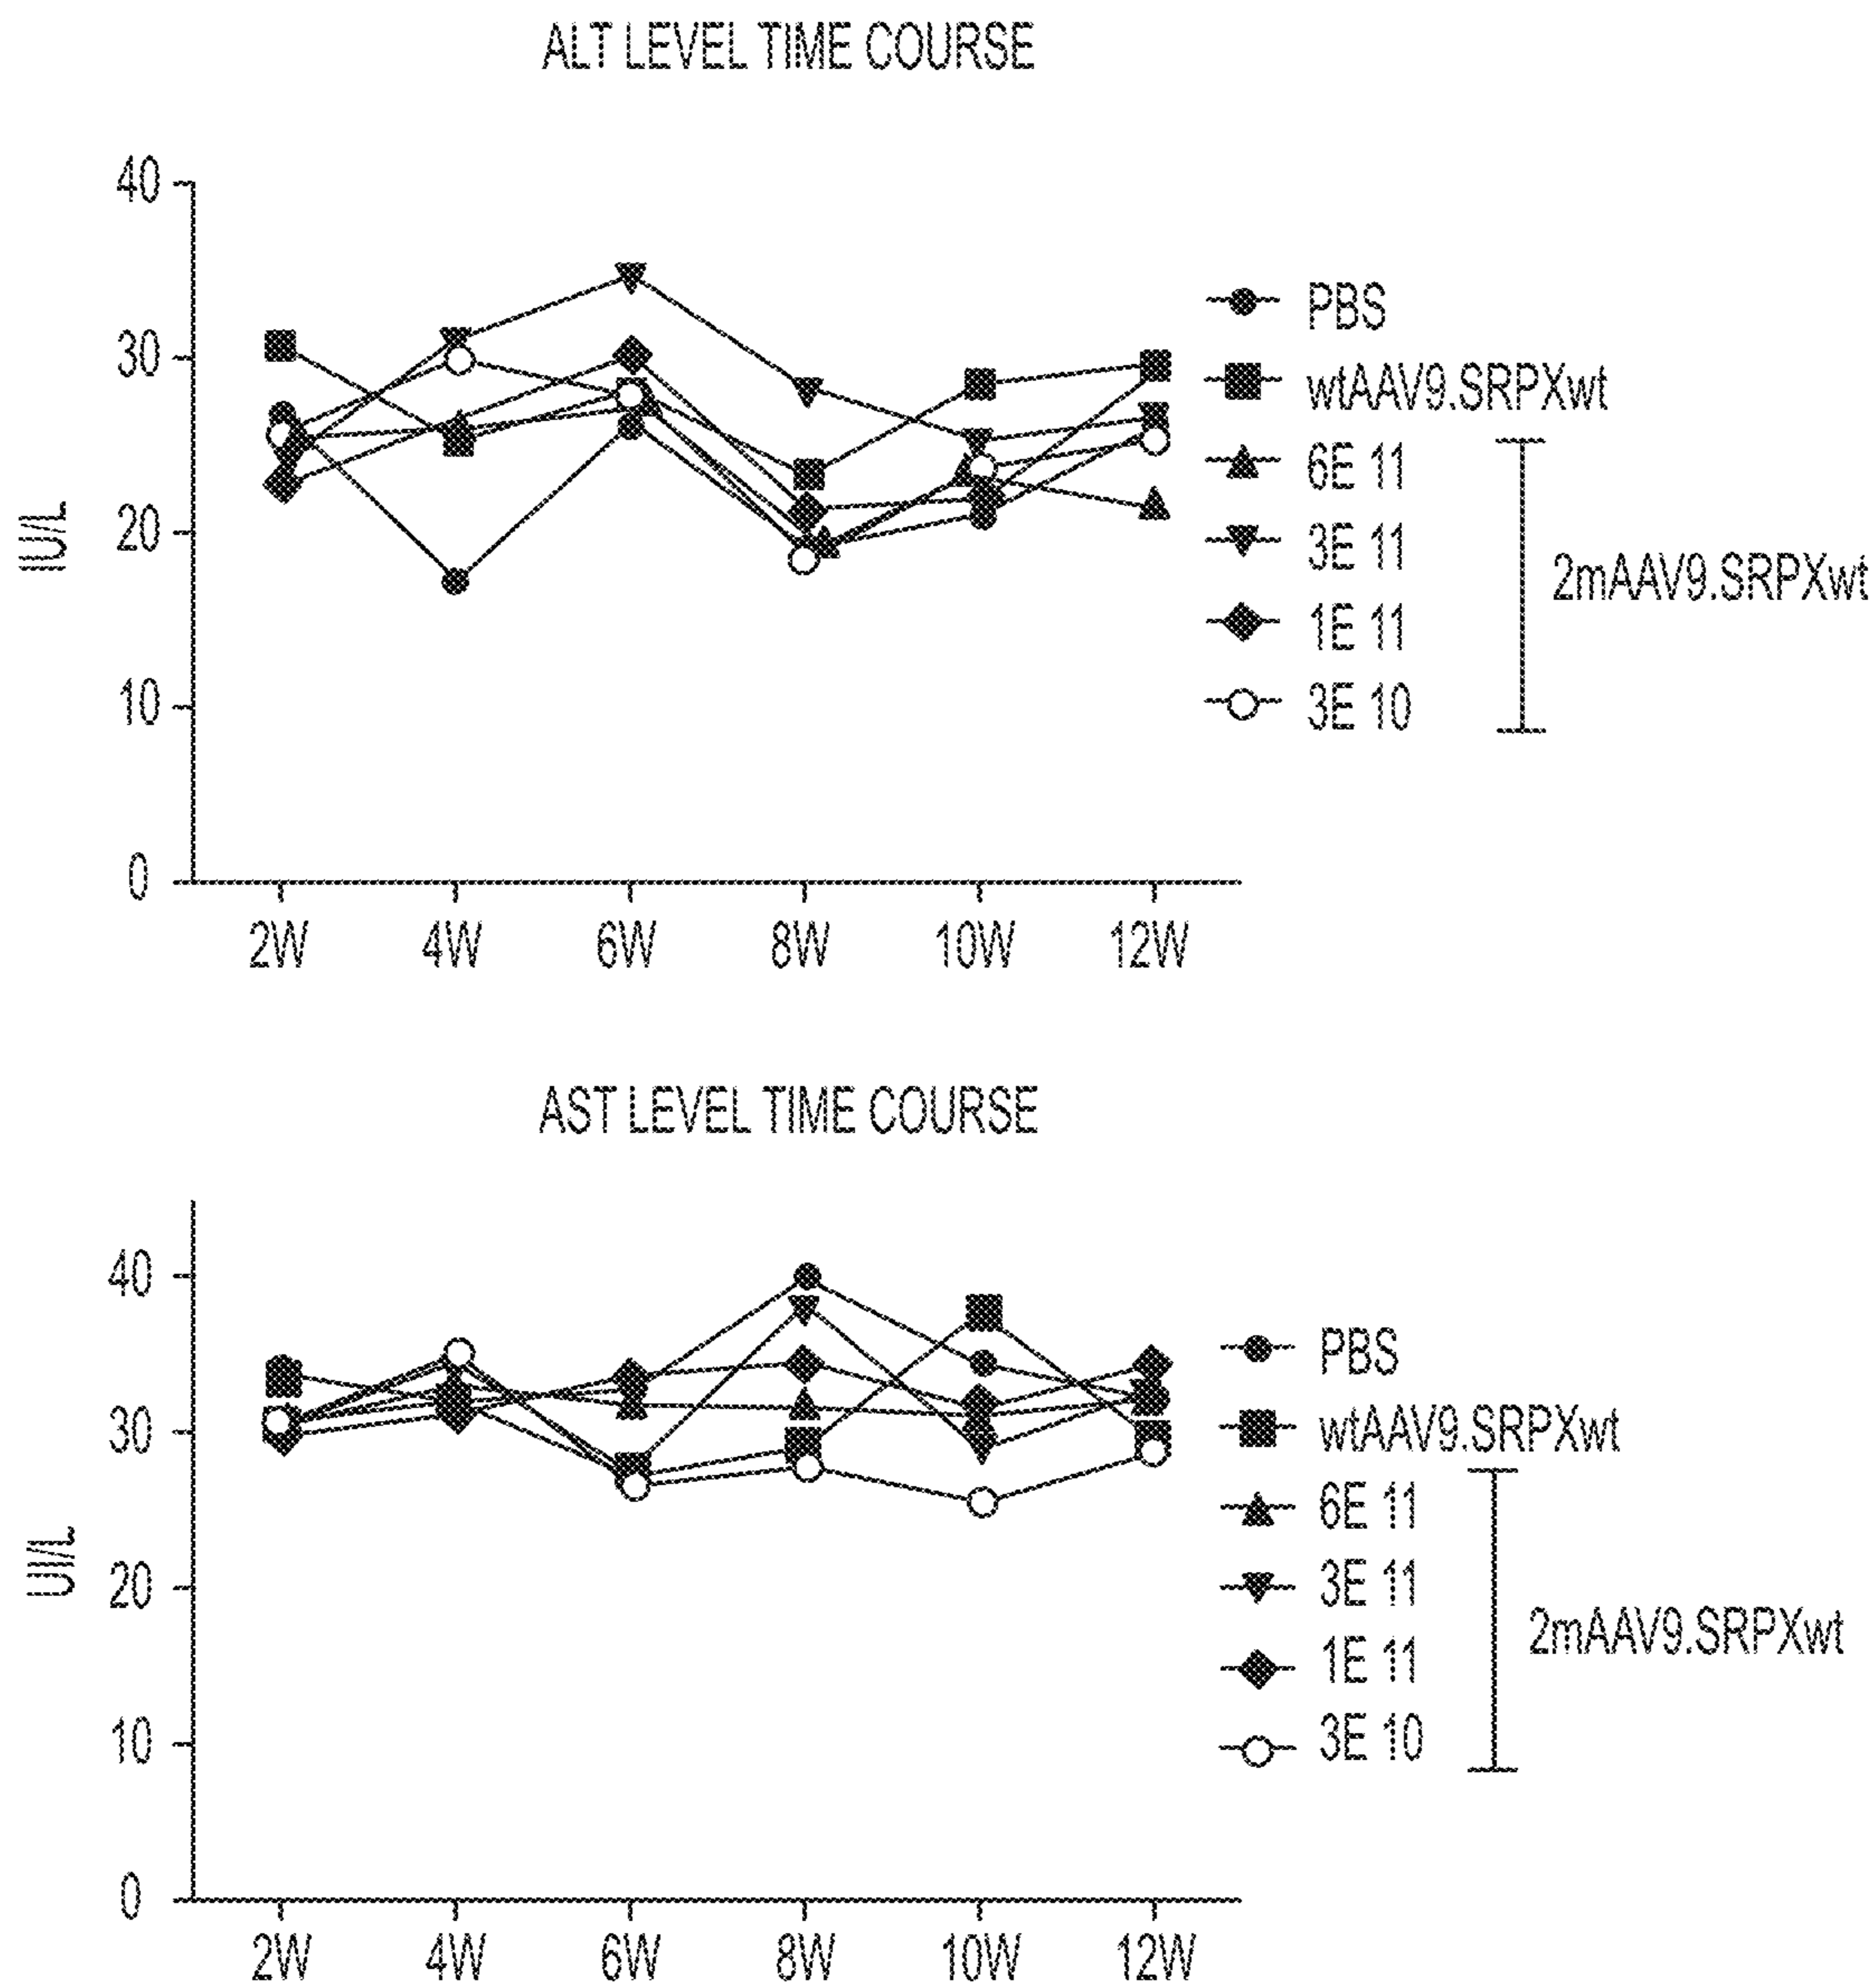 ALT LEVEL TIME COURSE
40
30
20
10
0
IU/L
2W 4W 6W 8W 10W 12W
PBS
wtAAV9.SRPXwt
6E 11
3E 11
1E 11
3E 10
2mAAV9.SRPXwt
AST LEVEL TIME COURSE
40
30
20
10
0
UI/L
2W 4W 6W 8W 10W 12W
PBS
wtAAV9.SRPXwt
6E 11
3E 11
1E 11
3E 10
2mAAV9.SRPXwt